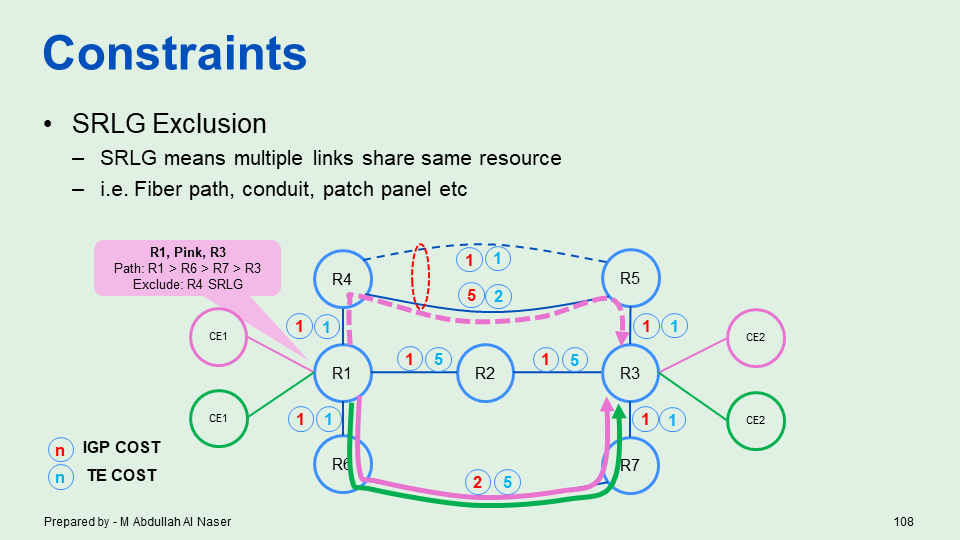 Constraints
• SRLG Exclusion
– SRLG means multiple links share same resource
– i.e. Fiber path, conduit, patch panel etc
R1, Pink, R3
Path: R1 > R6 > R7 > R3
Exclude: R4 SRLG
R4
1 1
5 2
R5
CE1
1 1
1 1
CE2
R1
1 5
R2
1 5
R3
CE1
1 1
1 1
CE2
n IGP COST
n TE COST
R6
2 5
R7
Prepared by - M Abdullah Al Naser
108